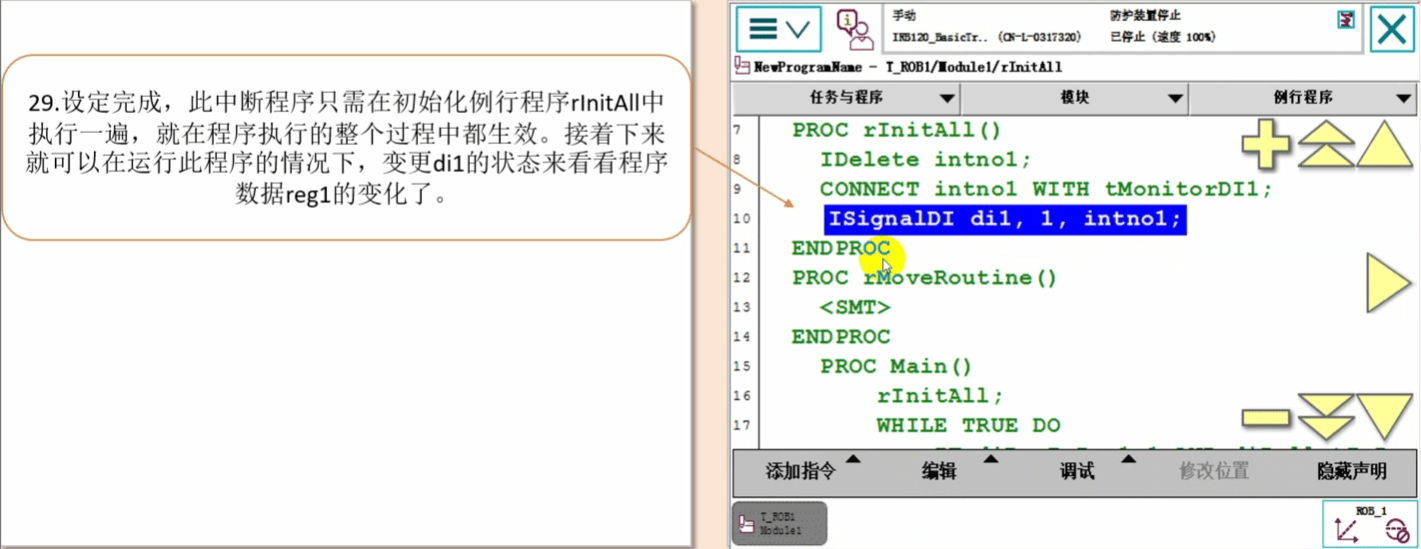 29.设定完成，此中断程序只需在初始化例行程序rInitAll中
执行一遍，就在程序执行的整个过程中都生效。接着下来
就可以在运行此程序的情况下，变更di1的状态来看看程序
数据reg1的变化了。
手动
防护装置停止
IRB120_BasicTr.. (CN-L-0317320)
已停止 (速度 100%)
NewProgramName - T_ROB1/Module1/rInitAll
任务与程序
模块
例行程序
7 PROC rInitAll()
8 IDelete intno1;
9 CONNECT intno1 WITH tMonitorDI1;
10 ISignalDI di1, 1, intno1;
11 ENDPROC
12 PROC rMoveRoutine()
13 <SMT>
14 ENDPROC
15 PROC Main()
16 rInitAll;
17 WHILE TRUE DO
添加指令
编辑
调试
修改位置
隐藏声明
T_ROB1
Module1
ROB_1